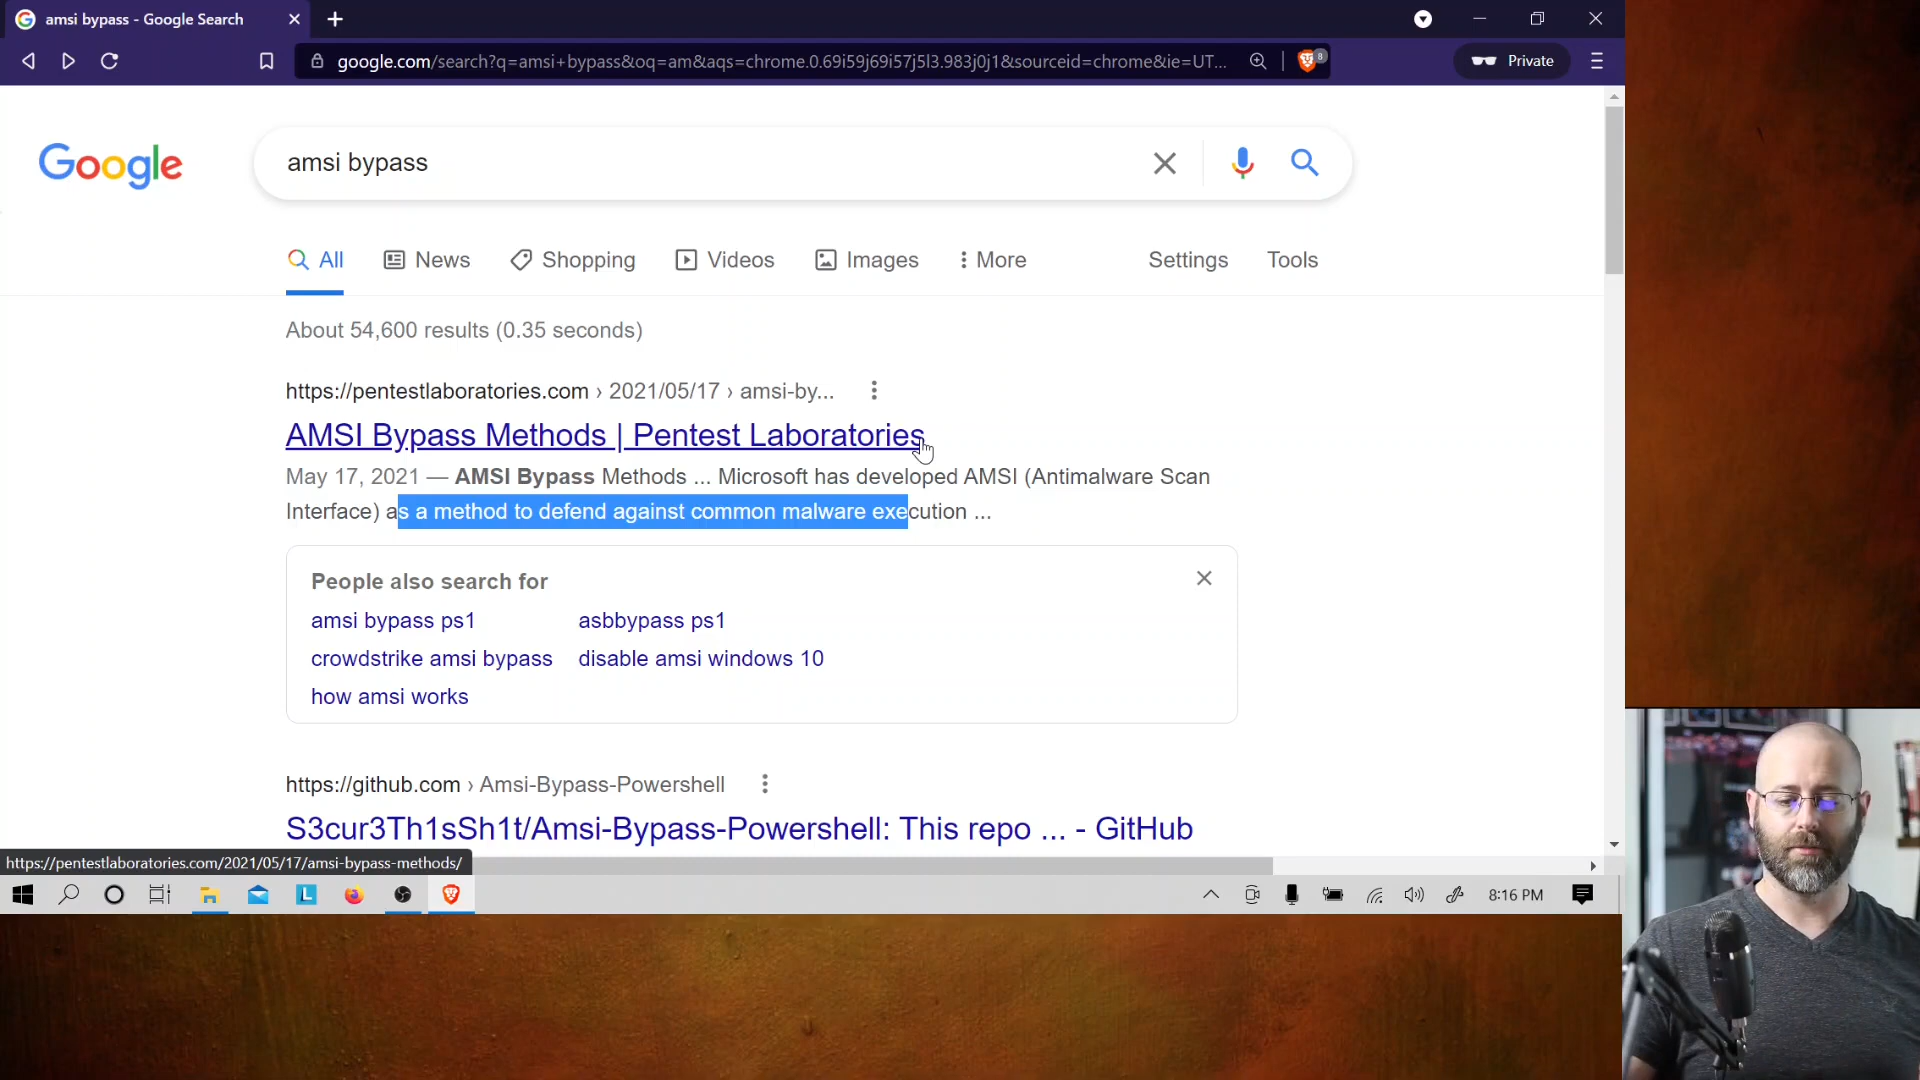 amsi bypass - Google Search
google.com/search?q=amsi+bypass&oq=am&aqs=chrome.0.69i59j69i57j5l3.983j0j1&sourceid=chrome&ie=UT...
8
Private
Google
amsi bypass
All
News
Shopping
Videos
Images
More
Settings
Tools
About 54,600 results (0.35 seconds)
https://pentestlaboratories.com › 2021/05/17 › amsi-by...
AMSI Bypass Methods | Pentest Laboratories
May 17, 2021 — AMSI Bypass Methods ... Microsoft has developed AMSI (Antimalware Scan
Interface) as a method to defend against common malware execution ...
People also search for
amsi bypass ps1
asbbypass ps1
crowdstrike amsi bypass
disable amsi windows 10
how amsi works
https://github.com › Amsi-Bypass-Powershell
S3cur3Th1sSh1t/Amsi-Bypass-Powershell: This repo ... - GitHub
https://pentestlaboratories.com/2021/05/17/amsi-bypass-methods/
L
8:16 PM